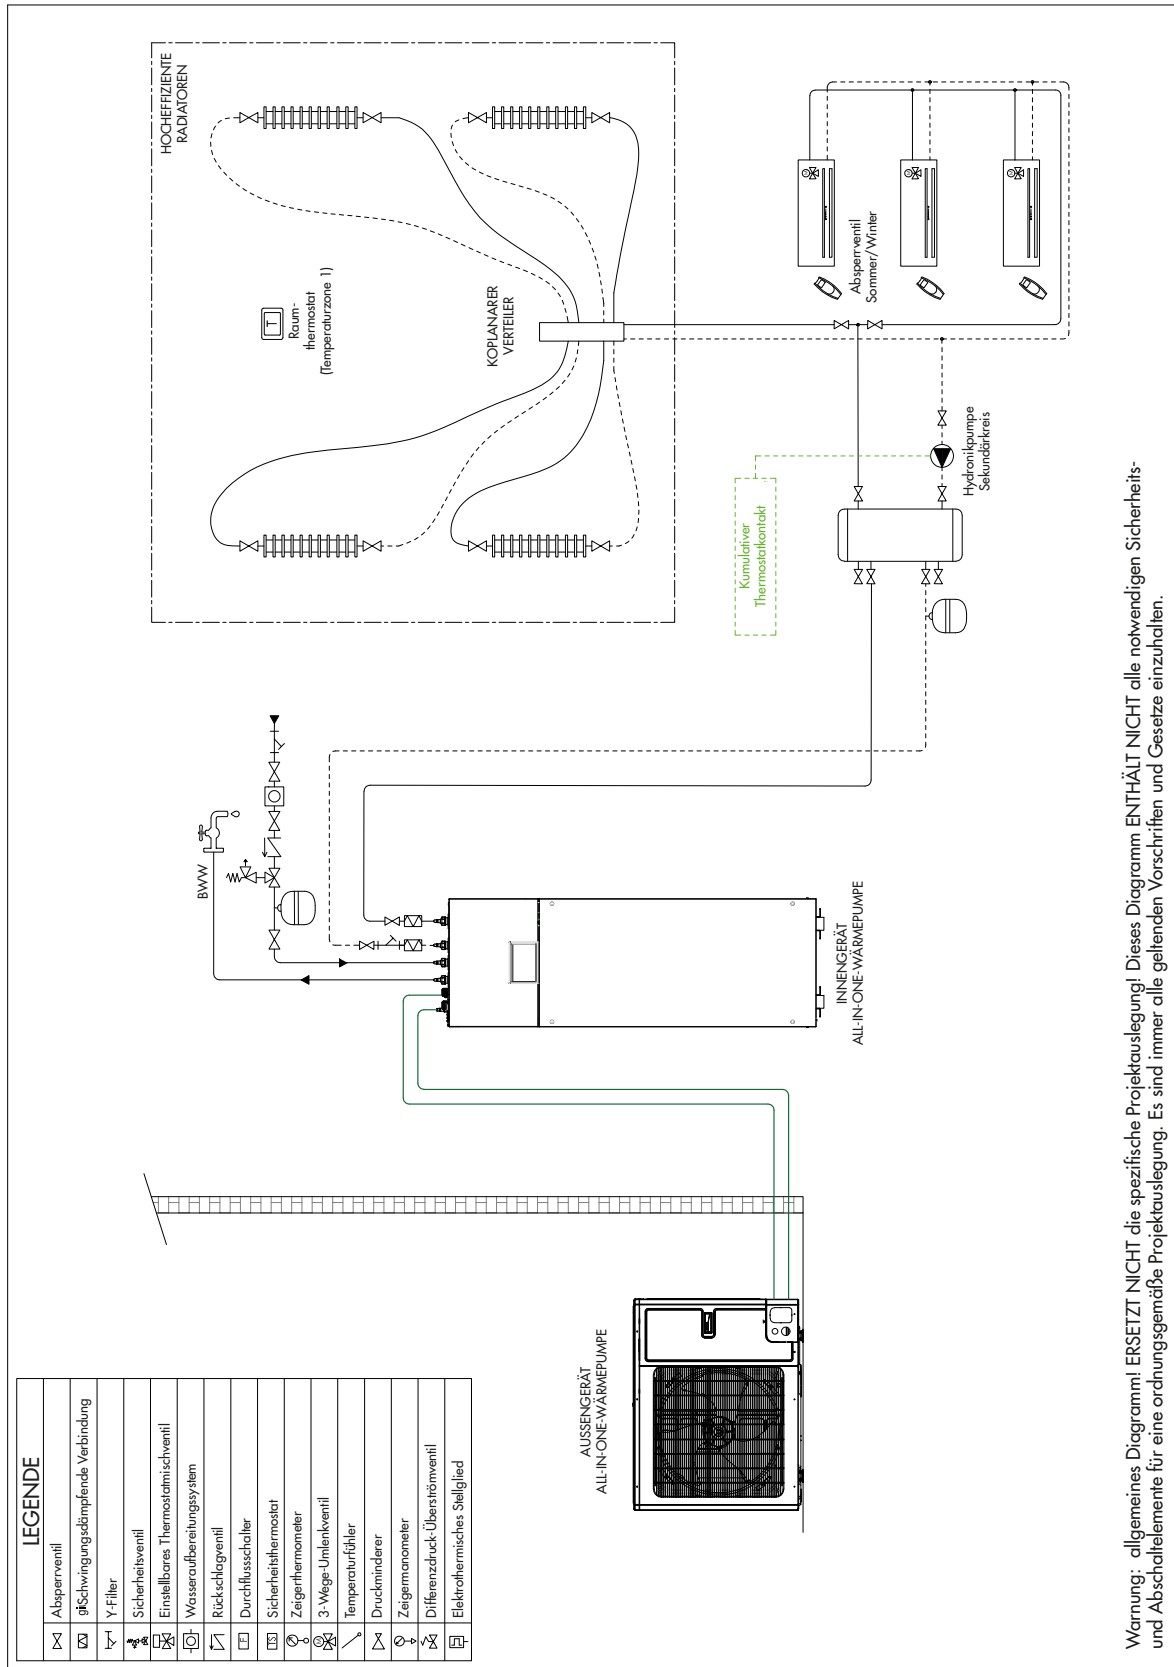 HOCHEFFIZIENTE
RADIATOREN
T
Raum-
thermostat
(Temperaturzone 1)
KOPLANARER
VERTEILER
Absperrventil
Sommer/Winter
Hydronikpumpe
Sekundärkreis
Kumulativer
Thermostatkontakt
BWW
INNENGERÄT
ALL-IN-ONE-WÄRMEPUMPE
AUSSENGERÄT
ALL-IN-ONE-WÄRMEPUMPE
LEGENDE
Absperrventil
Schwingungsdämpfende Verbindung
Y-Filter
Sicherheitsventil
Einstellbares Thermostatmischventil
Wasseraufbereitungssystem
Rückschlagventil
F
Durchflussschalter
TS
Sicherheitsthermostat
Zeigerthermometer
M
3-Wege-Umlenkventil
Temperaturfühler
Druckminderer
Zeigermanometer
Differenzdruck-Überströmventil
Elektrothermisches Stellglied
Warnung: allgemeines Diagramm! ERSETZT NICHT die spezifische Projektauslegung! Dieses Diagramm ENTHÄLT NICHT alle notwendigen Sicherheits-
und Abschaltelemente für eine ordnungsgemäße Projektauslegung. Es sind immer alle geltenden Vorschriften und Gesetze einzuhalten.